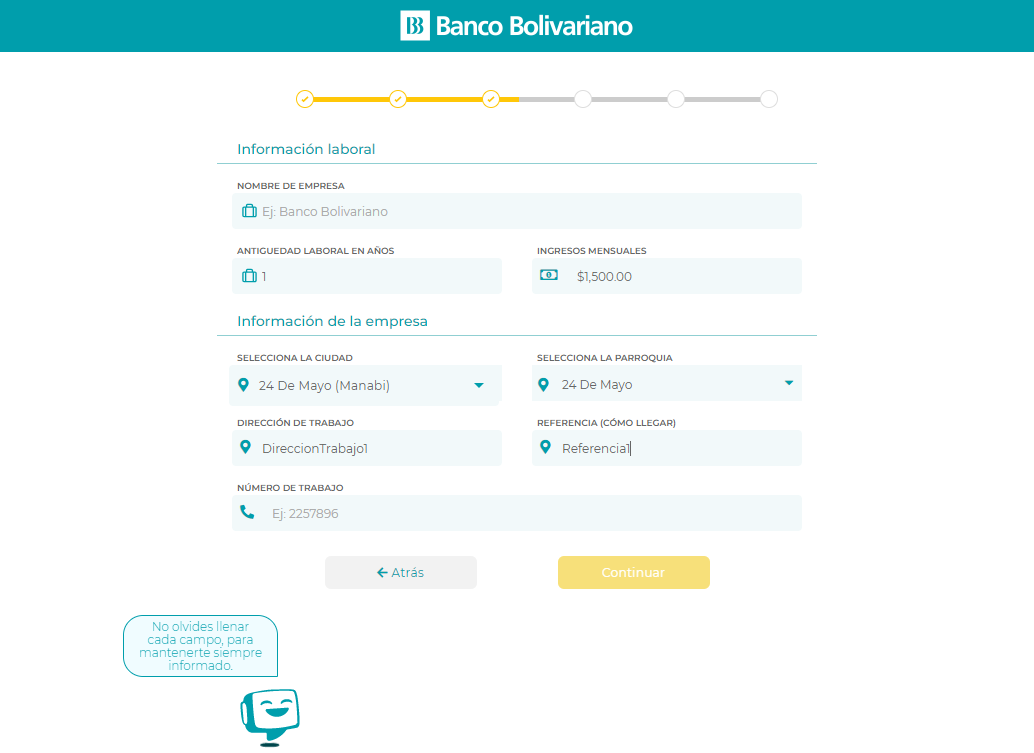 Banco Bolivariano
Información laboral
NOMBRE DE EMPRESA
Ej: Banco Bolivariano
ANTIGUEDAD LABORAL EN AÑOS
1
INGRESOS MENSUALES
$1,500.00
Información de la empresa
SELECCIONA LA CIUDAD
24 De Mayo (Manabi)
SELECCIONA LA PARROQUIA
24 De Mayo
DIRECCIÓN DE TRABAJO
DireccionTrabajo1
REFERENCIA (CÓMO LLEGAR)
Referencia1
NÚMERO DE TRABAJO
Ej: 2257896
Atrás
Continuar
No olvides llenar
cada campo, para
mantenerte siempre
informado.